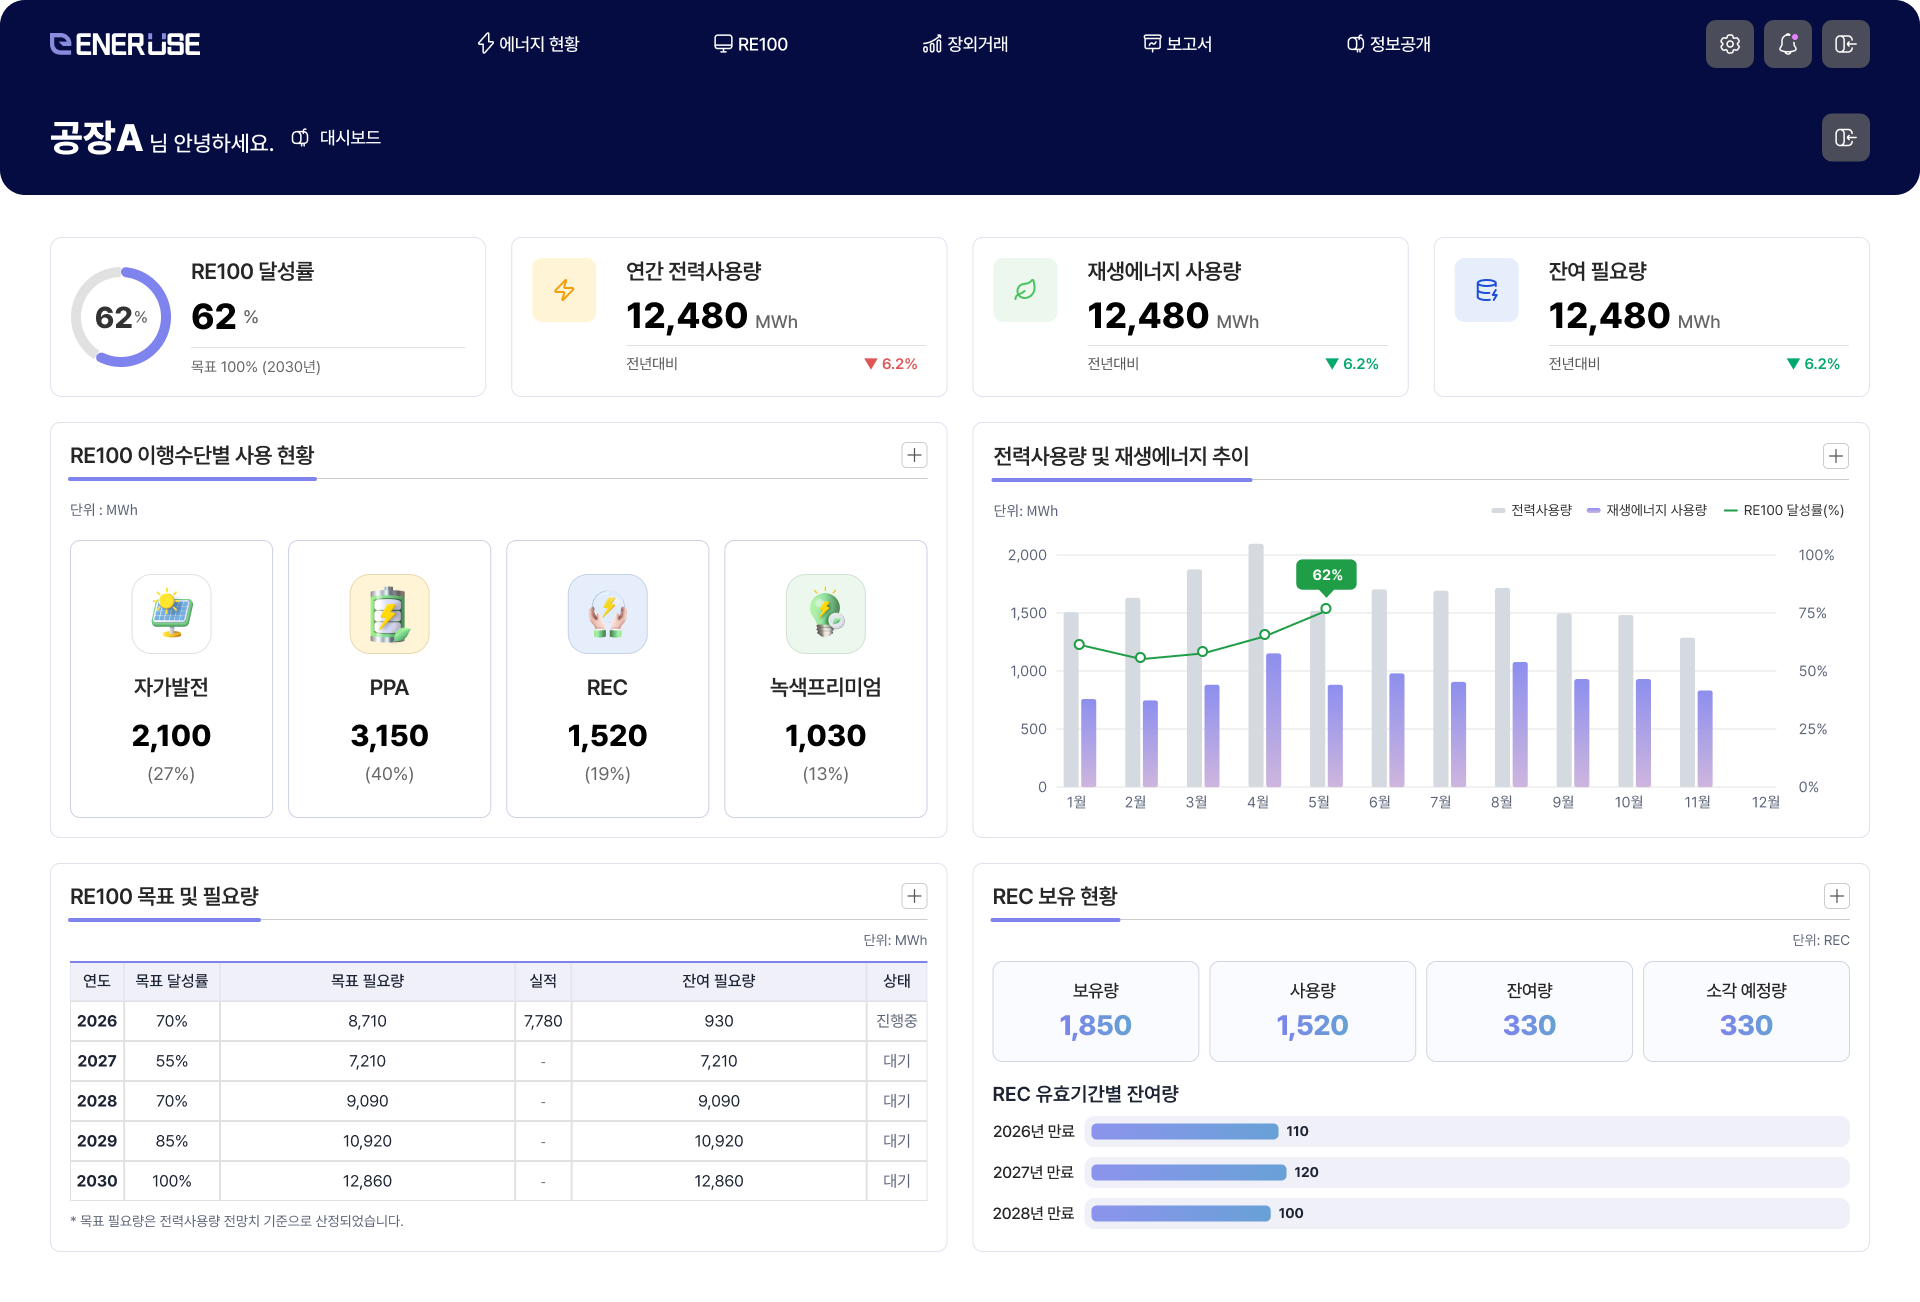 ENERUSE
에너지 현황
RE100
장외거래
보고서
정보공개
공장A 님 안녕하세요.
대시보드
62%
RE100 달성률
62 %
목표 100% (2030년)
연간 전력사용량
12,480 MWh
전년대비 ▼ 6.2%
재생에너지 사용량
12,480 MWh
전년대비 ▼ 6.2%
잔여 필요량
12,480 MWh
전년대비 ▼ 6.2%
RE100 이행수단별 사용 현황
단위 : MWh
자가발전
2,100
(27%)
PPA
3,150
(40%)
REC
1,520
(19%)
녹색프리미엄
1,030
(13%)
전력사용량 및 재생에너지 추이
단위: MWh
전력사용량 재생에너지 사용량 RE100 달성률(%)
2,000 100%
62%
1,500 75%
1,000 50%
500 25%
0 0%
1월 2월 3월 4월 5월 6월 7월 8월 9월 10월 11월 12월
RE100 목표 및 필요량
단위: MWh
연도 목표 달성률 목표 필요량 실적 잔여 필요량 상태
2026 70% 8,710 7,780 930 진행중
2027 55% 7,210 - 7,210 대기
2028 70% 9,090 - 9,090 대기
2029 85% 10,920 - 10,920 대기
2030 100% 12,860 - 12,860 대기
* 목표 필요량은 전력사용량 전망치 기준으로 산정되었습니다.
REC 보유 현황
단위: REC
보유량
1,850
사용량
1,520
잔여량
330
소각 예정량
330
REC 유효기간별 잔여량
2026년 만료 110
2027년 만료 120
2028년 만료 100